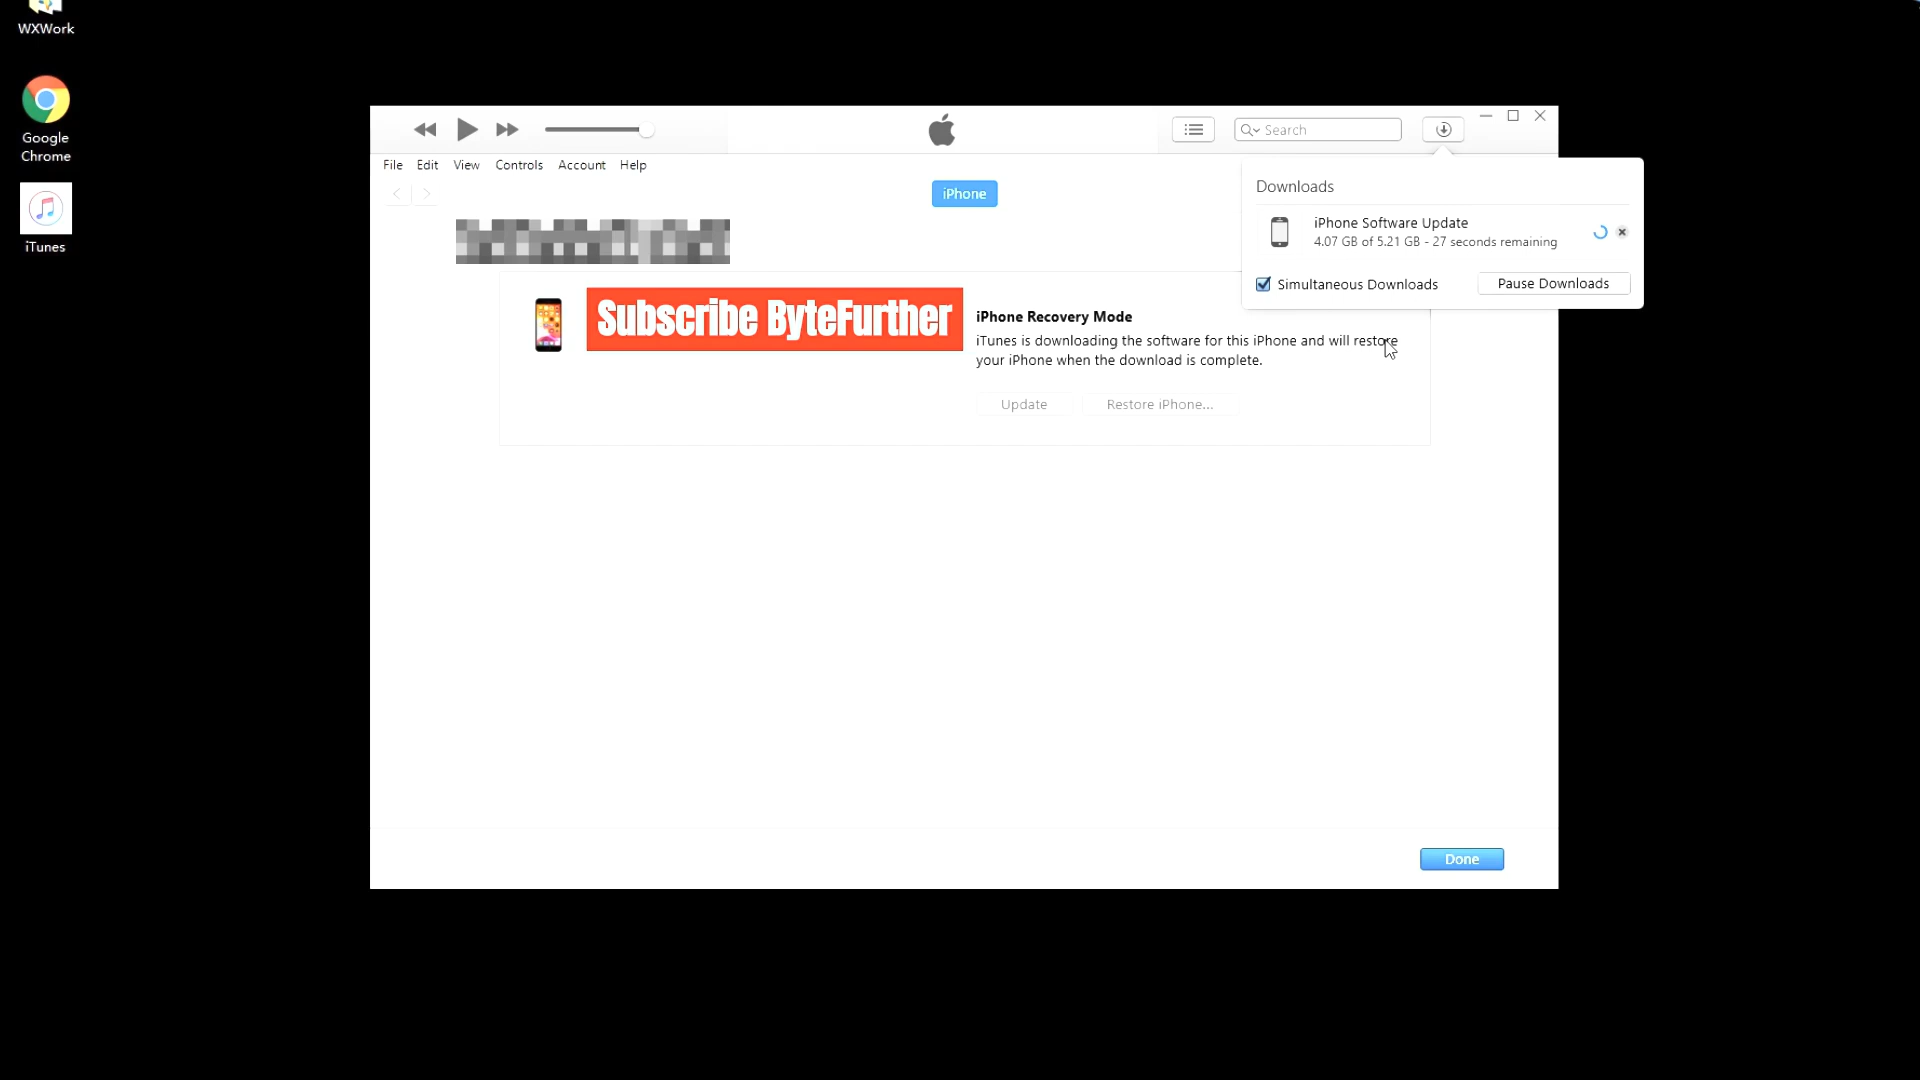 WXWork
Google
Chrome
iTunes
Search
File Edit View Controls Account Help
iPhone
Downloads
iPhone Software Update
4.07 GB of 5.21 GB - 27 seconds remaining
Simultaneous Downloads
Pause Downloads
Subscribe ByteFurther
iPhone Recovery Mode
iTunes is downloading the software for this iPhone and will restore
your iPhone when the download is complete.
Update Restore iPhone...
Done